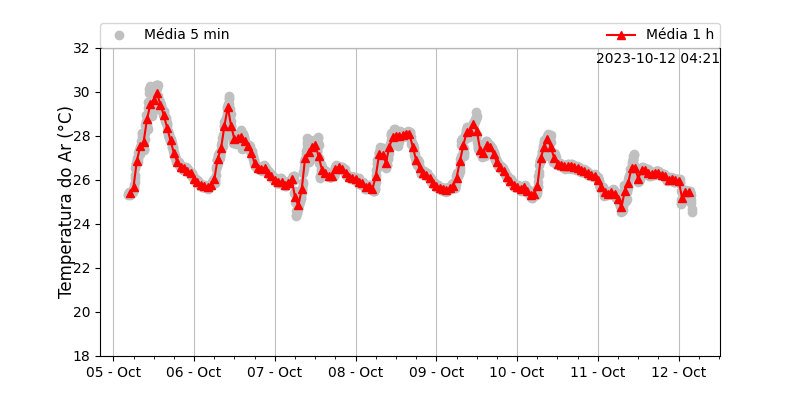 Média 5 min
Média 1 h
2023-10-12 04:21
Temperatura do Ar (°C)
32
30
28
26
24
22
20
18
05 - Oct
06 - Oct
07 - Oct
08 - Oct
09 - Oct
10 - Oct
11 - Oct
12 - Oct